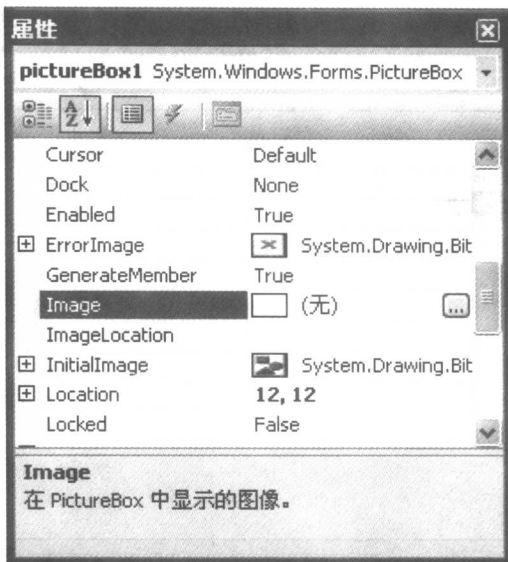 属性
pictureBox1 System.Windows.Forms.PictureBox
Cursor Default
Dock None
Enabled True
ErrorImage System.Drawing.Bit
GenerateMember True
Image (无) ...
ImageLocation
InitialImage System.Drawing.Bit
Location 12, 12
Locked False
Image
在 PictureBox 中显示的图像。